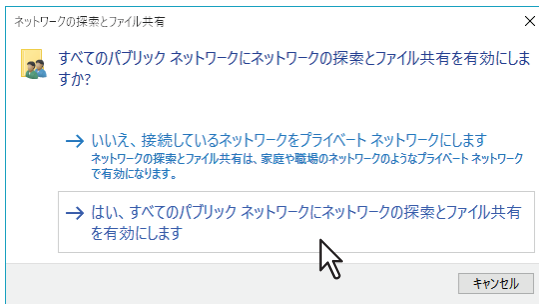 ネットワークの探索とファイル共有
すべてのパブリック ネットワークにネットワークの探索とファイル共有を有効にしま
すか?
いいえ、接続しているネットワークをプライベート ネットワークにします
ネットワークの探索とファイル共有は、家庭や職場のネットワークのようなプライベート ネットワーク
で有効になります。
はい、すべてのパブリック ネットワークにネットワークの探索とファイル共有
を有効にします
キャンセル